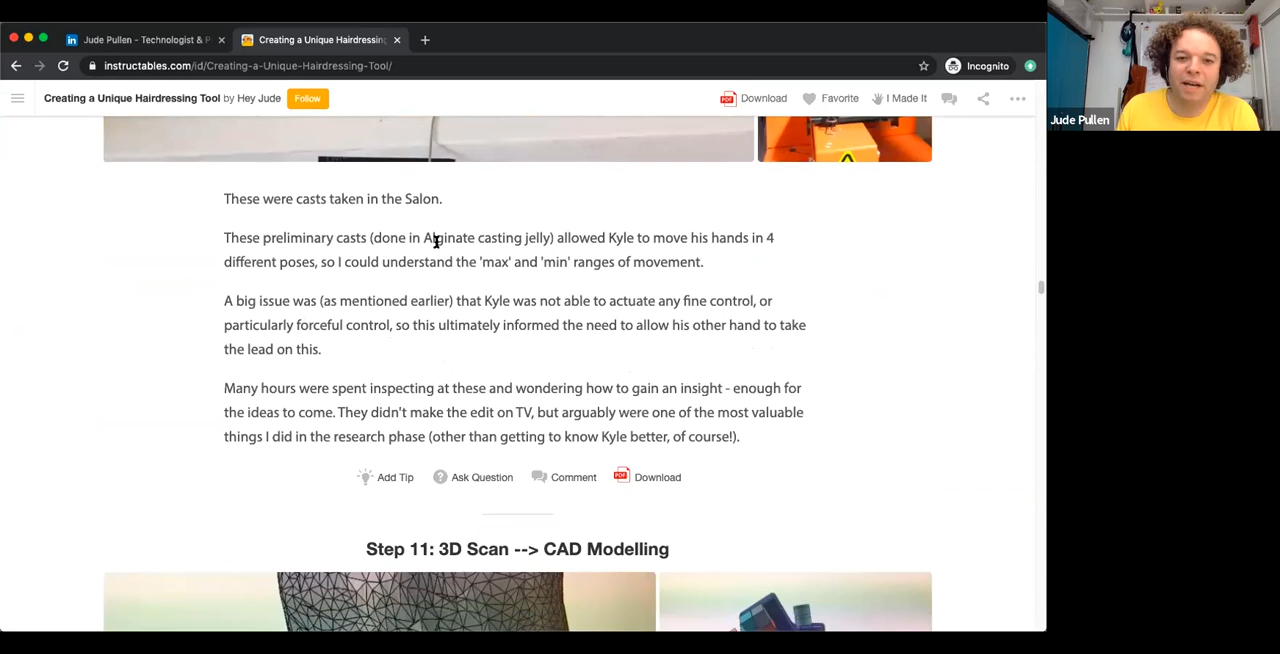 Jude Pullen - Technologist & P
Creating a Unique Hairdressin
instructables.com/id/Creating-a-Unique-Hairdressing-Tool/
Incognito
Creating a Unique Hairdressing Tool by Hey Jude
Follow
Download
Favorite
I Made It
Jude Pullen
These were casts taken in the Salon.
These preliminary casts (done in Alginate casting jelly) allowed Kyle to move his hands in 4
different poses, so I could understand the 'max' and 'min' ranges of movement.
A big issue was (as mentioned earlier) that Kyle was not able to actuate any fine control, or
particularly forceful control, so this ultimately informed the need to allow his other hand to take
the lead on this.
Many hours were spent inspecting at these and wondering how to gain an insight - enough for
the ideas to come. They didn't make the edit on TV, but arguably were one of the most valuable
things I did in the research phase (other than getting to know Kyle better, of course!).
Add Tip
Ask Question
Comment
Download
Step 11: 3D Scan --> CAD Modelling